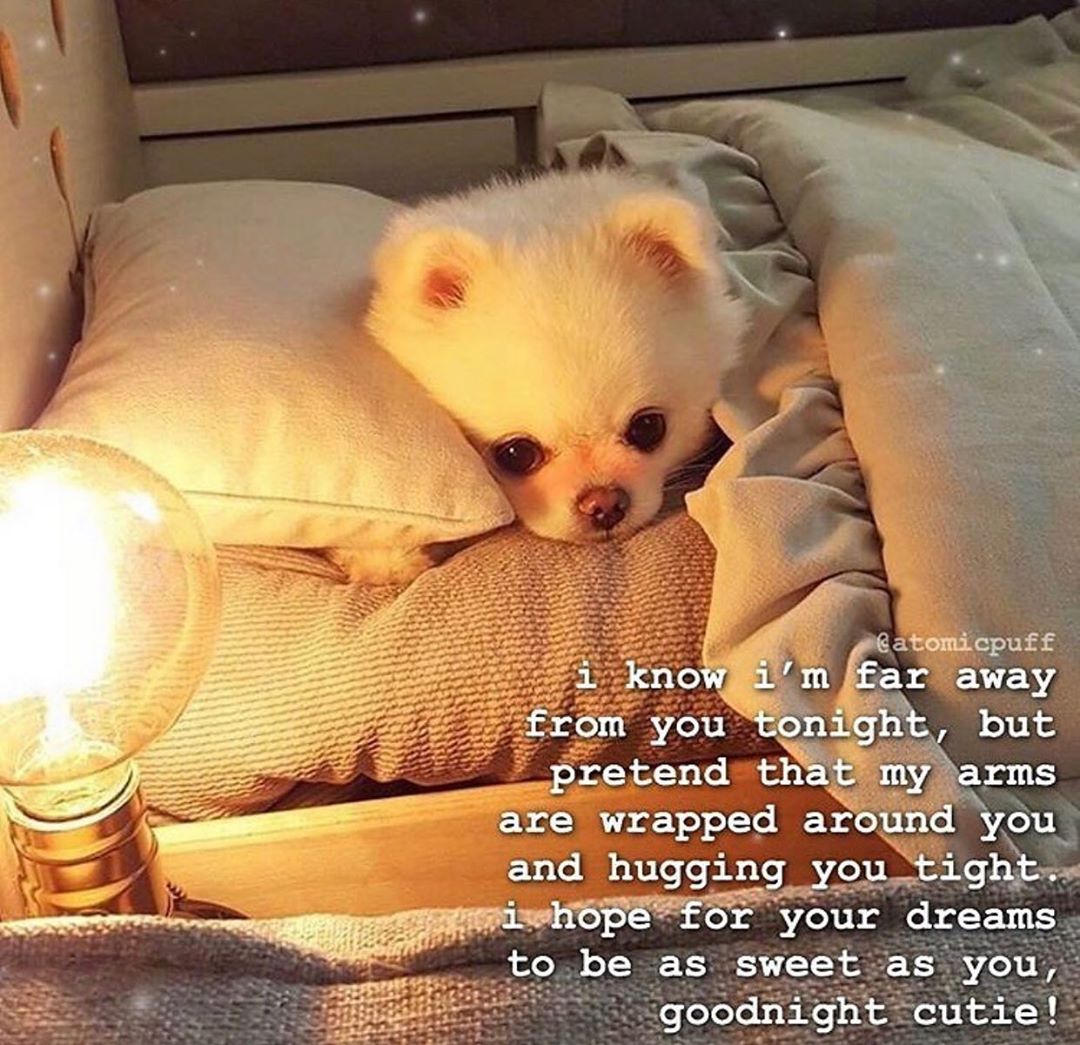 @atomicpuff
i know i'm far away
from you tonight, but
pretend that my arms
are wrapped around you
and hugging you tight.
i hope for your dreams
to be as sweet as you,
goodnight cutie!